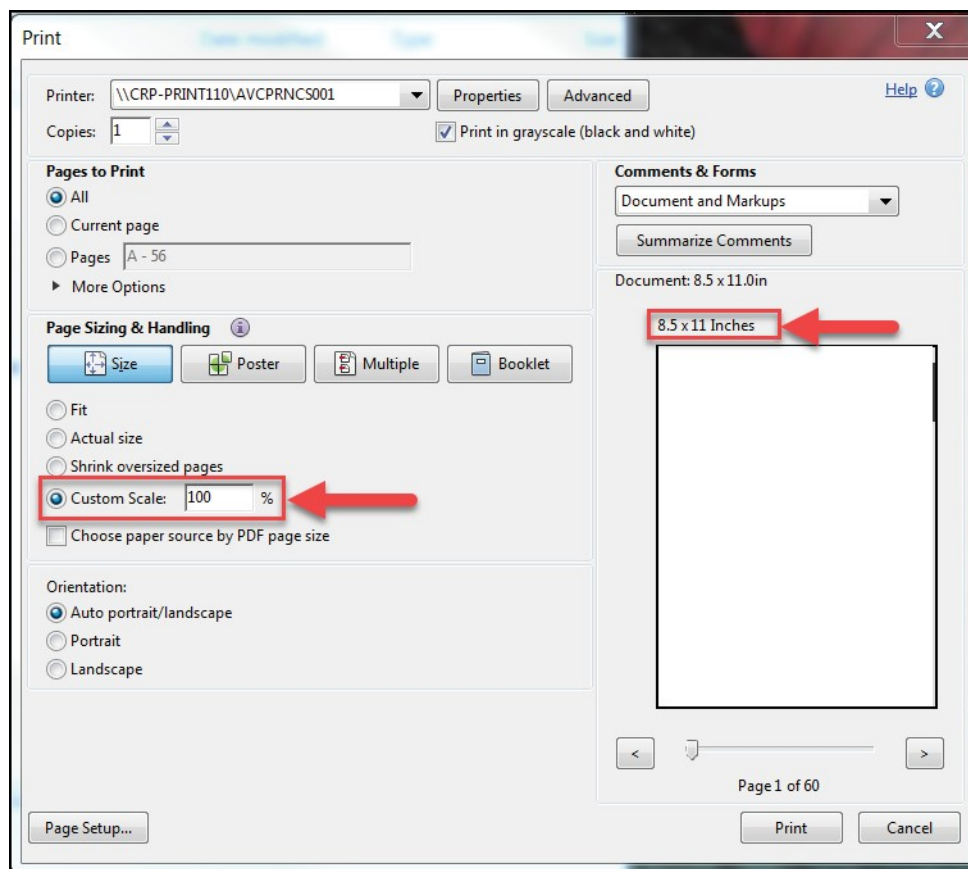 Print
Date modified Type Size
X
Printer: \\CRP-PRINT110\AVCPRNCS001 Properties Advanced Help ?
Copies: 1 Print in grayscale (black and white)
Pages to Print
All
Current page
Pages A - 56
More Options
Page Sizing & Handling i
Size Poster Multiple Booklet
Fit
Actual size
Shrink oversized pages
Custom Scale: 100 %
Choose paper source by PDF page size
Orientation:
Auto portrait/landscape
Portrait
Landscape
Comments & Forms
Document and Markups
Summarize Comments
Document: 8.5 x 11.0in
8.5 x 11 Inches
< >
Page 1 of 60
Page Setup... Print Cancel